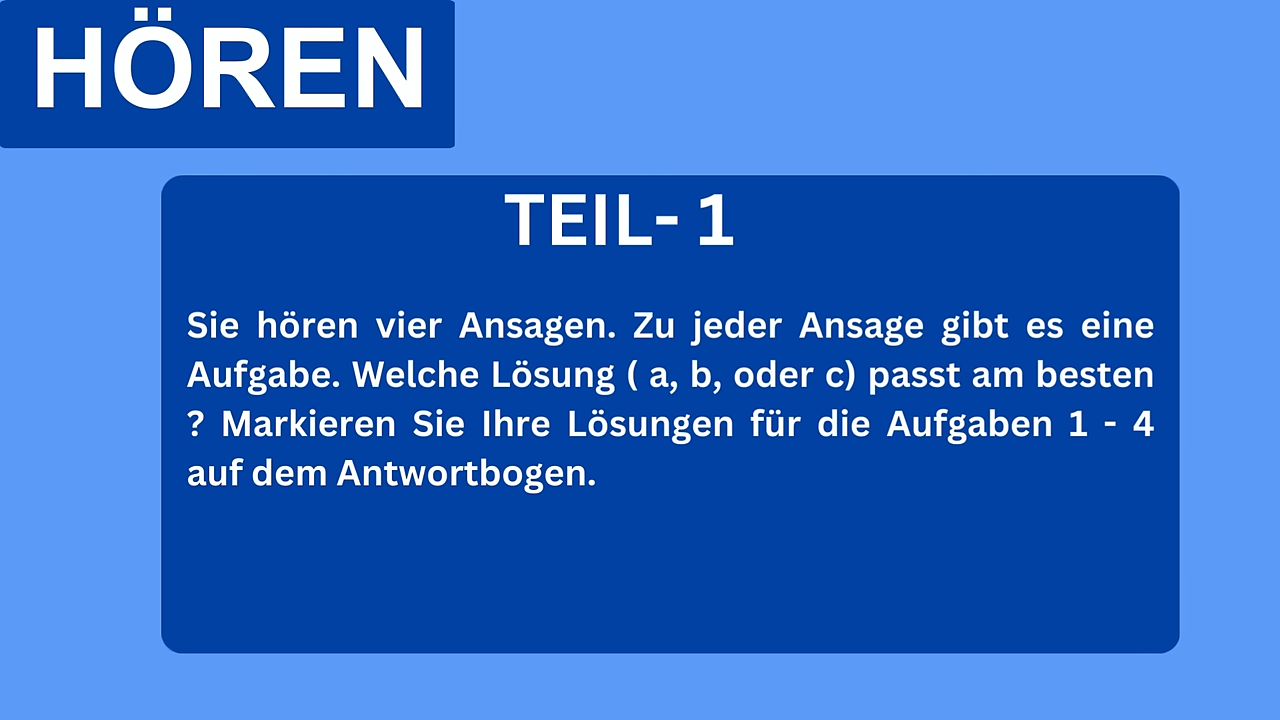 HÖREN
TEIL- 1
Sie hören vier Ansagen. Zu jeder Ansage gibt es eine
Aufgabe. Welche Lösung ( a, b, oder c) passt am besten
? Markieren Sie Ihre Lösungen für die Aufgaben 1 - 4
auf dem Antwortbogen.